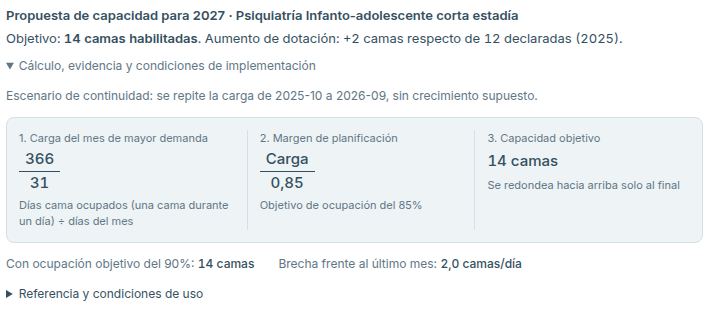 Propuesta de capacidad para 2027 · Psiquiatría Infanto-adolescente corta estadía
Objetivo: 14 camas habilitadas. Aumento de dotación: +2 camas respecto de 12 declaradas (2025).
▼ Cálculo, evidencia y condiciones de implementación
Escenario de continuidad: se repite la carga de 2025-10 a 2026-09, sin crecimiento supuesto.
1. Carga del mes de mayor demanda
366
31
Días cama ocupados (una cama durante
un día) ÷ días del mes
2. Margen de planificación
Carga
0,85
Objetivo de ocupación del 85%
3. Capacidad objetivo
14 camas
Se redondea hacia arriba solo al final
Con ocupación objetivo del 90%: 14 camas Brecha frente al último mes: 2,0 camas/día
▶ Referencia y condiciones de uso